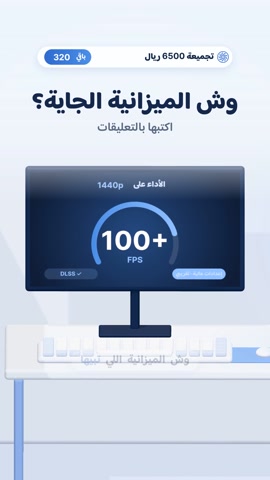 تجميعة 6500 ريال
باقي 320
وش الميزانية الجاية؟
اكتبها بالتعليقات
الأداء على 1440p
100+
FPS
DLSS ✓
وش الميزانية اللي تبيها